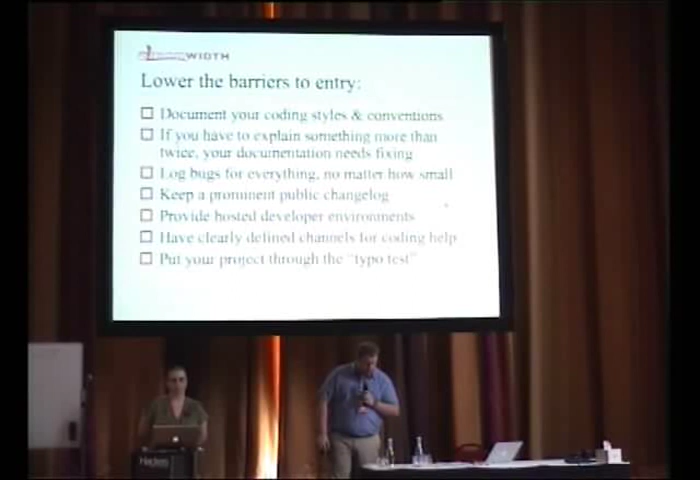 WIDTH
Lower the barriers to entry:
Document your coding styles & conventions
If you have to explain something more than
twice, your documentation needs fixing
Log bugs for everything, no matter how small
Keep a prominent public changelog
Provide hosted developer environments
Have clearly defined channels for coding help
Put your project through the "typo test"